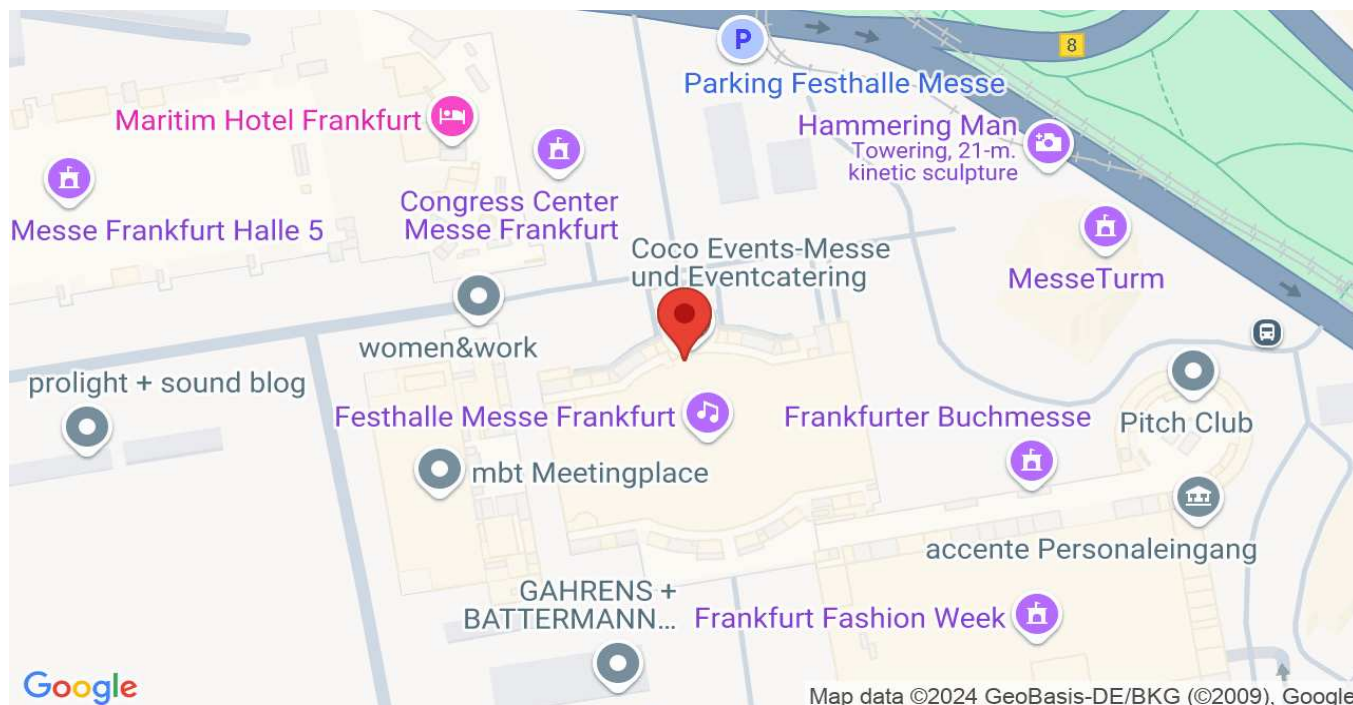 P
8
Parking Festhalle Messe
Maritim Hotel Frankfurt
Hammering Man
Towering, 21-m.
kinetic sculpture
Congress Center
Messe Frankfurt
Messe Frankfurt Halle 5
Coco Events-Messe
und Eventcatering
MesseTurm
women&work
prolight + sound blog
Festhalle Messe Frankfurt
Frankfurter Buchmesse
Pitch Club
mbt Meetingplace
accente Personaleingang
GAHRENS +
BATTERMANN...
Frankfurt Fashion Week
Google
Map data ©2024 GeoBasis-DE/BKG (©2009), Google